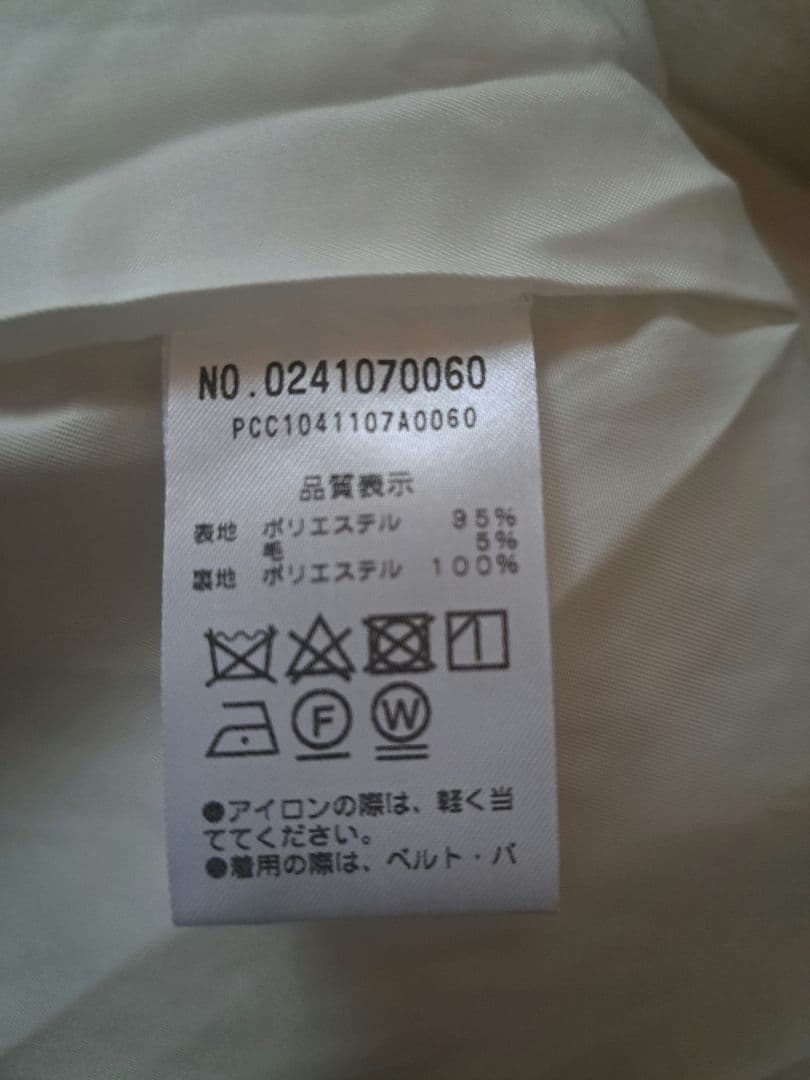 NO.0241070060
PCC1041107A0060
品質表示
表地 ポリエステル 95%
毛 5%
裏地 ポリエステル 100%
F W
●アイロンの際は、軽く当
ててください。
●着用の際は、ベルト・バ